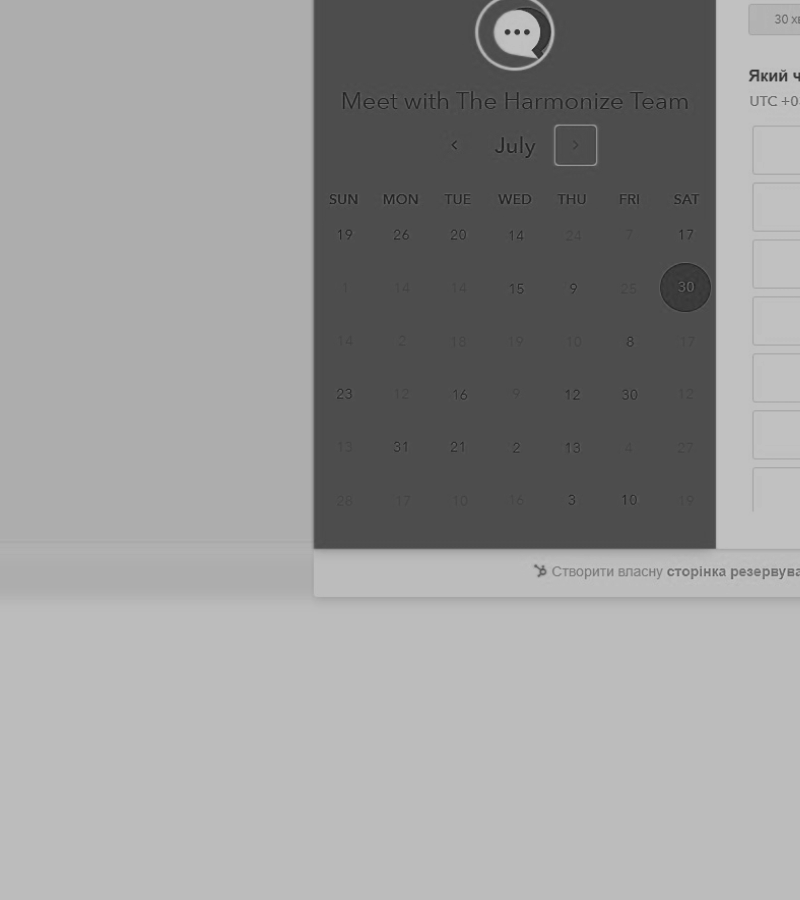 30 хв
Який ч
Meet with The Harmonize Team
UTC +0
July
SUN MON TUE WED THU FRI SAT
19 26 20 14 24 7 17
1 14 14 15 9 25 30
14 2 18 19 10 8 17
23 12 16 9 12 30 12
13 31 21 2 13 4 27
28 17 10 16 3 10 19
Створити власну сторінка резервува